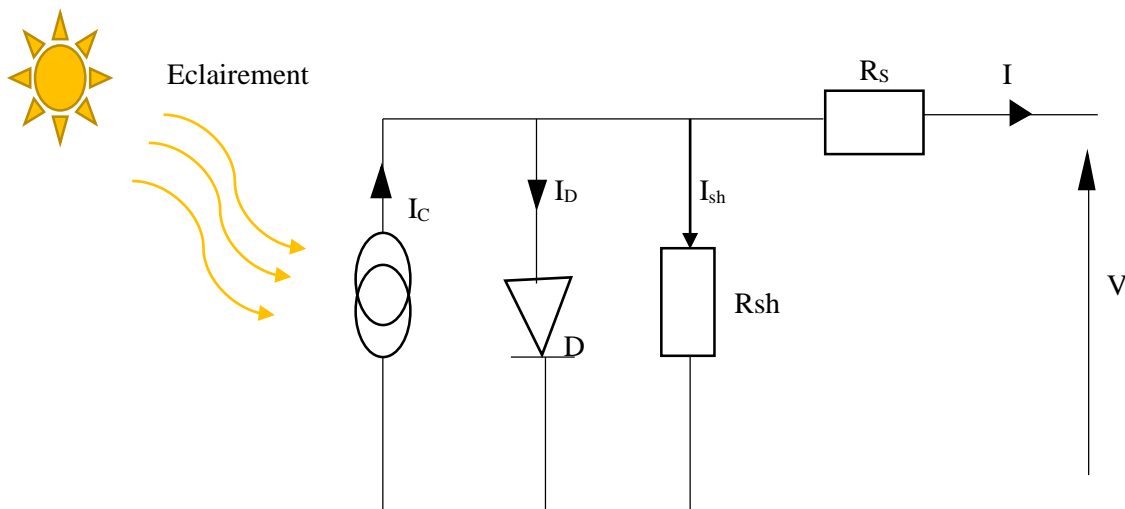 Eclairement
Rs
I
IC
ID
Ish
V
Rsh
D